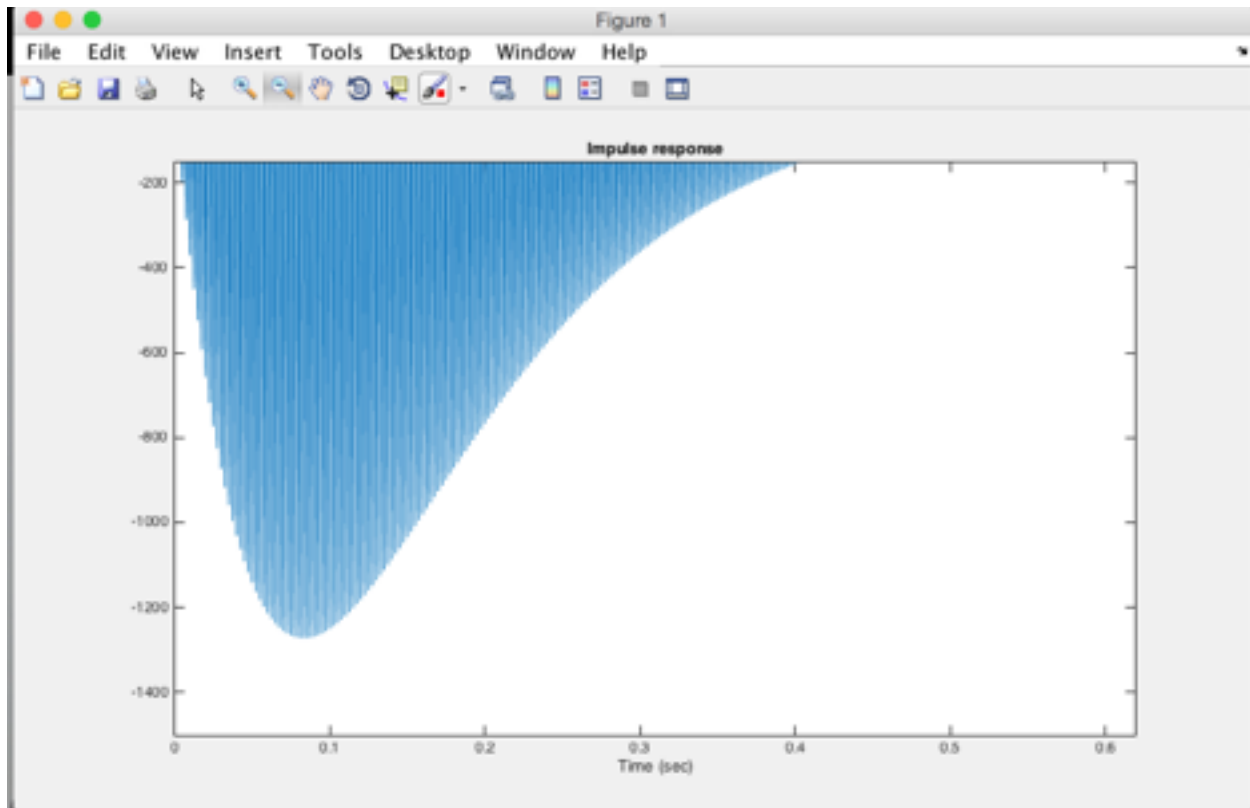 Figure 1
File Edit View Insert Tools Desktop Window Help
Impulse response
-200
-400
-600
-800
-1000
-1200
-1400
0 0.1 0.2 0.3 0.4 0.5 0.6
Time (sec)